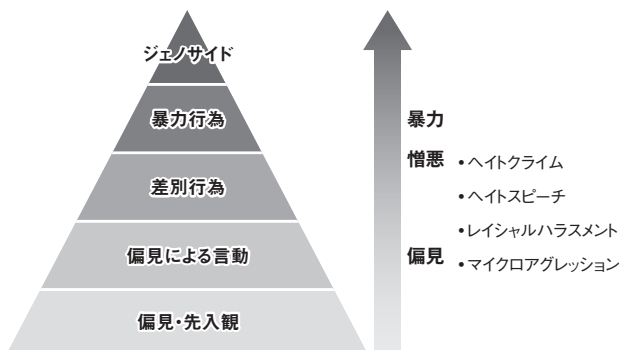 ジェノサイド
暴力行為
差別行為
偏見による言動
偏見・先入観
暴力
憎悪
偏見
•ヘイトクライム
•ヘイトスピーチ
•レイシャルハラスメント
•マイクロアグレッション